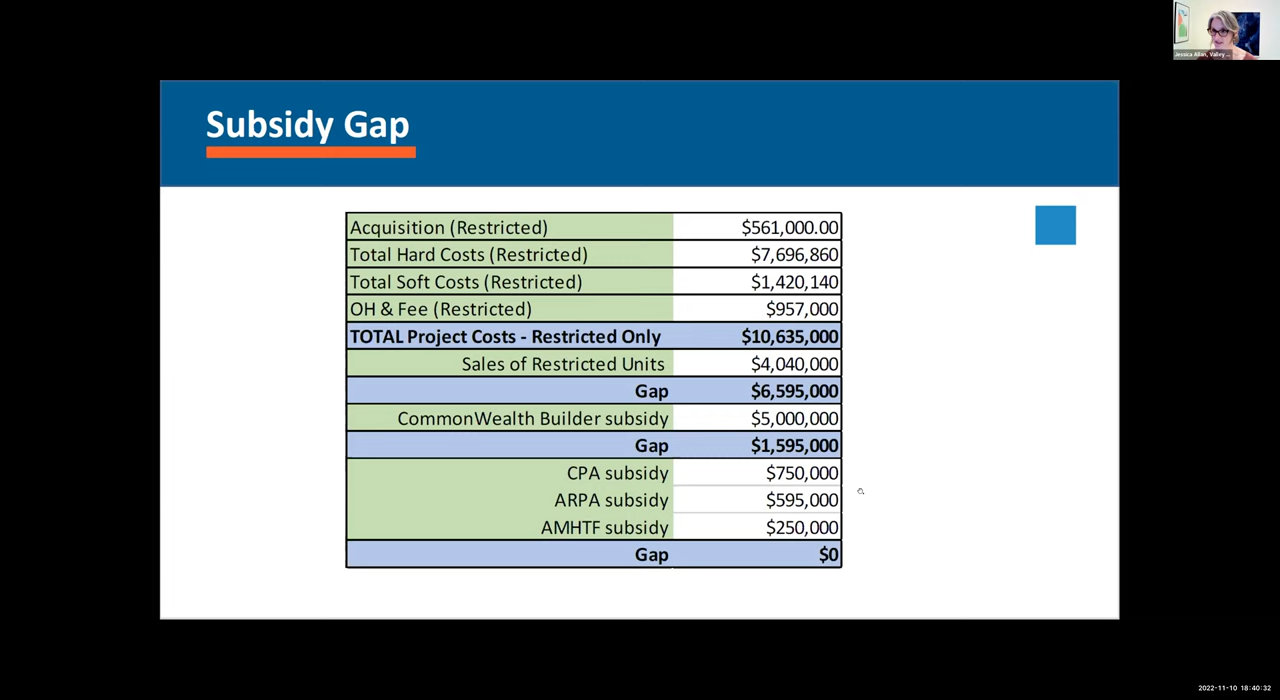 Jessica Allan, Valley ...
Subsidy Gap
Acquisition (Restricted) $561,000.00
Total Hard Costs (Restricted) $7,696,860
Total Soft Costs (Restricted) $1,420,140
OH & Fee (Restricted) $957,000
TOTAL Project Costs - Restricted Only $10,635,000
Sales of Restricted Units $4,040,000
Gap $6,595,000
CommonWealth Builder subsidy $5,000,000
Gap $1,595,000
CPA subsidy $750,000
ARPA subsidy $595,000
AMHTF subsidy $250,000
Gap $0
2022-11-10 18:40:32